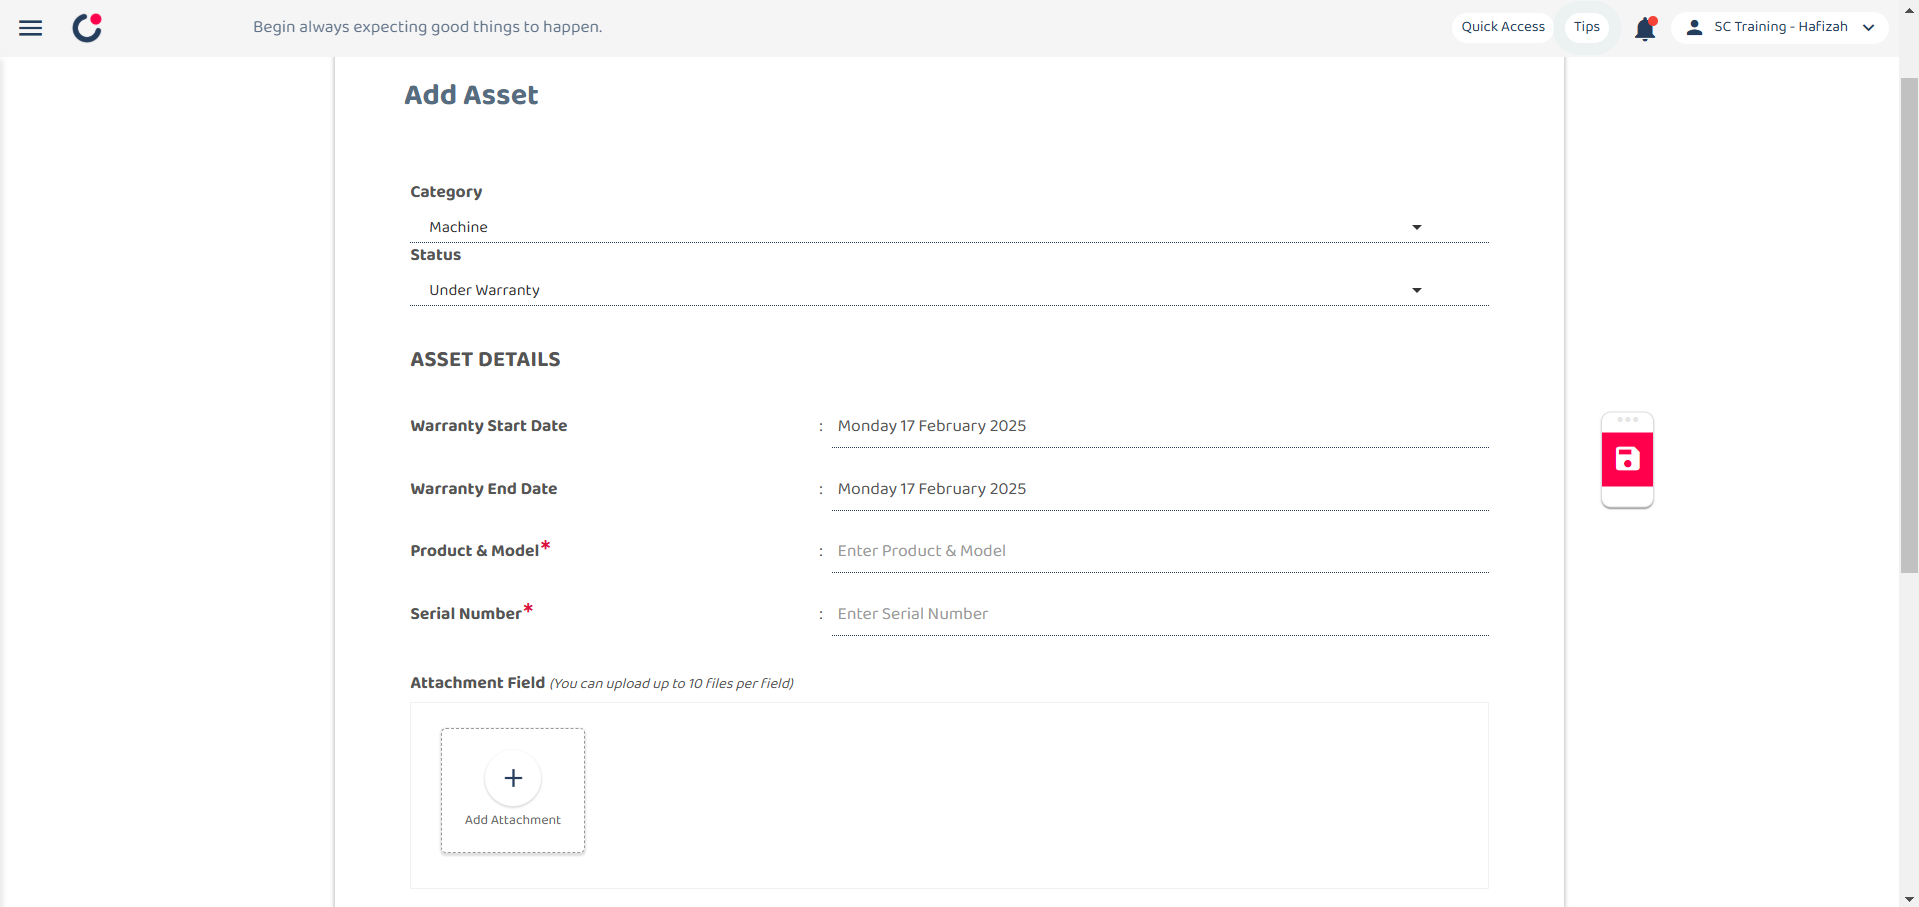 Begin always expecting good things to happen.
Quick Access
Tips
SC Training - Hafizah
Add Asset
Category
Machine
Status
Under Warranty
ASSET DETAILS
Warranty Start Date : Monday 17 February 2025
Warranty End Date : Monday 17 February 2025
Product & Model* : Enter Product & Model
Serial Number* : Enter Serial Number
Attachment Field (You can upload up to 10 files per field)
Add Attachment